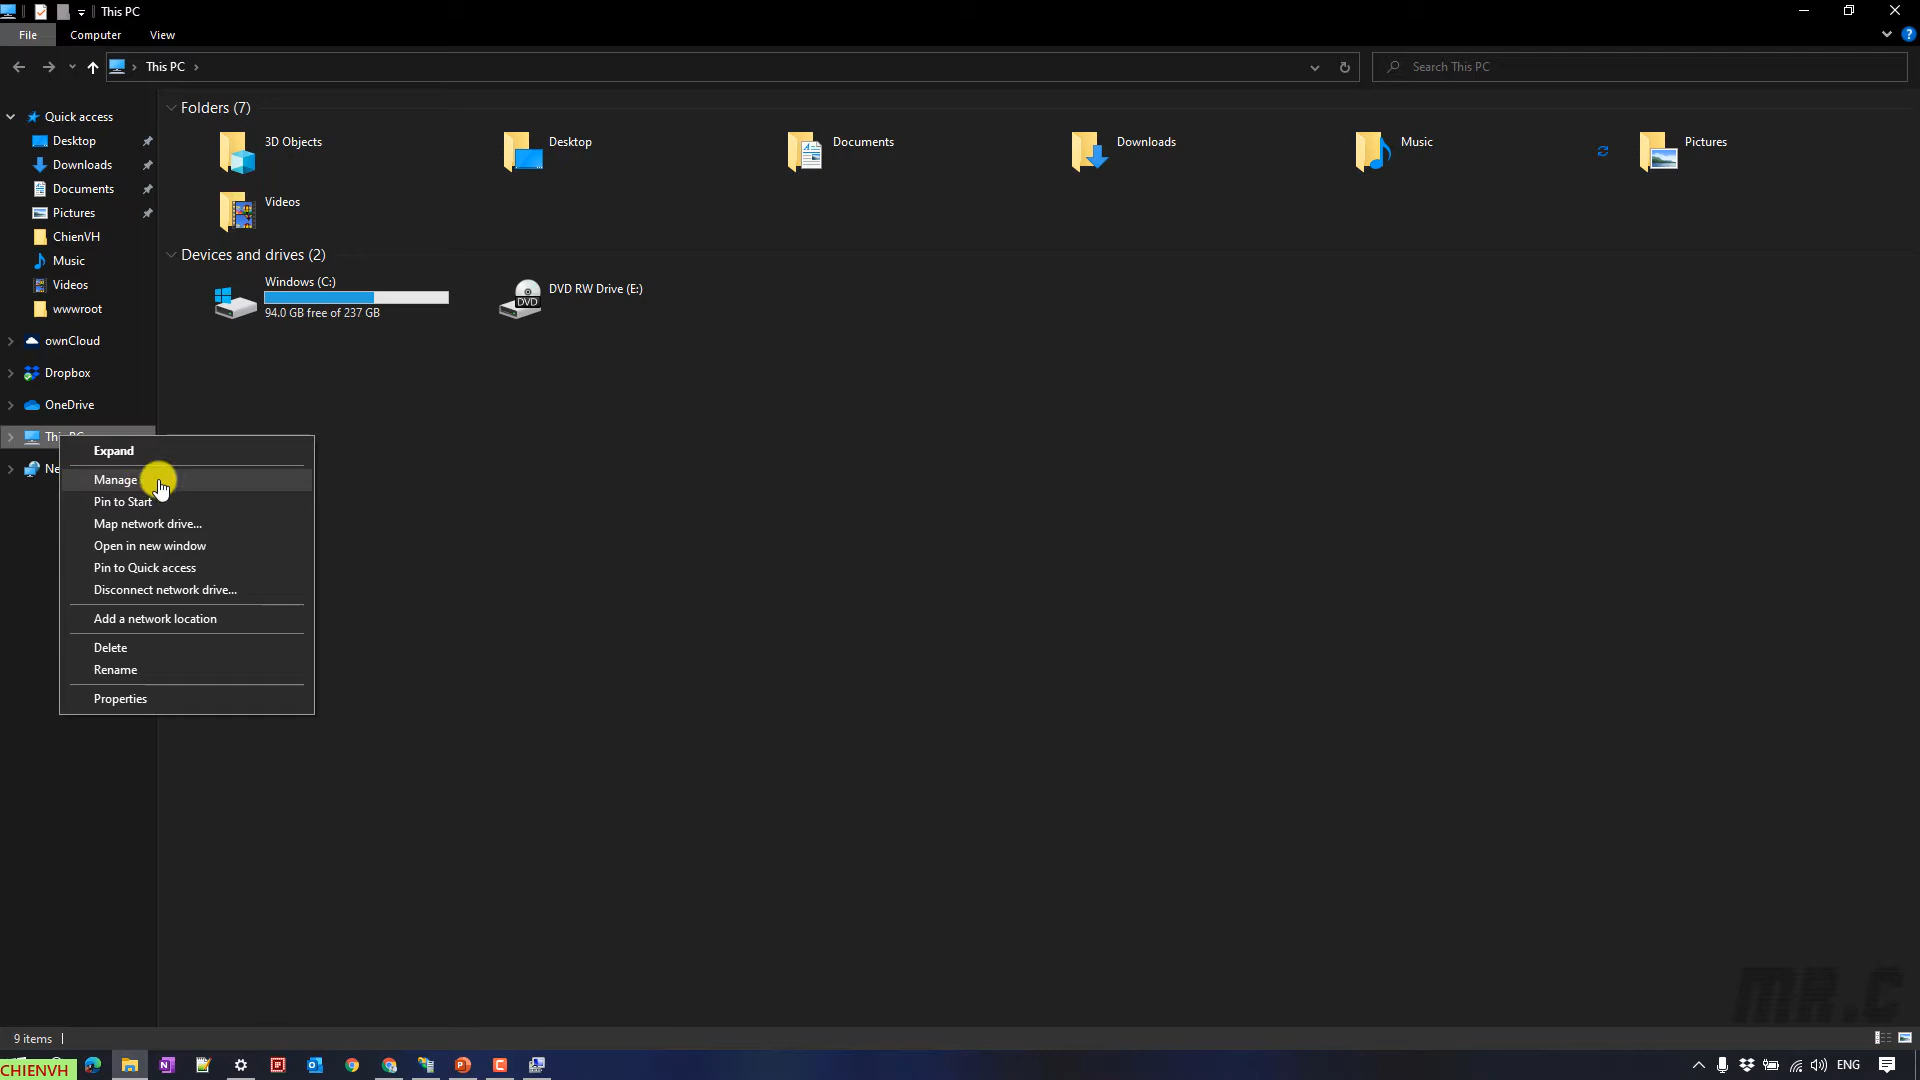 This PC
File
Computer
View
This PC
Search This PC
Quick access
Desktop
Downloads
Documents
Pictures
ChienVH
Music
Videos
wwwroot
ownCloud
Dropbox
OneDrive
Folders (7)
3D Objects
Desktop
Documents
Downloads
Music
Pictures
Videos
Devices and drives (2)
Windows (C:)
94.0 GB free of 237 GB
DVD RW Drive (E:)
DVD
Expand
Manage
Pin to Start
Map network drive...
Open in new window
Pin to Quick access
Disconnect network drive...
Add a network location
Delete
Rename
Properties
MR.C
9 items
CHIENVH
ENG